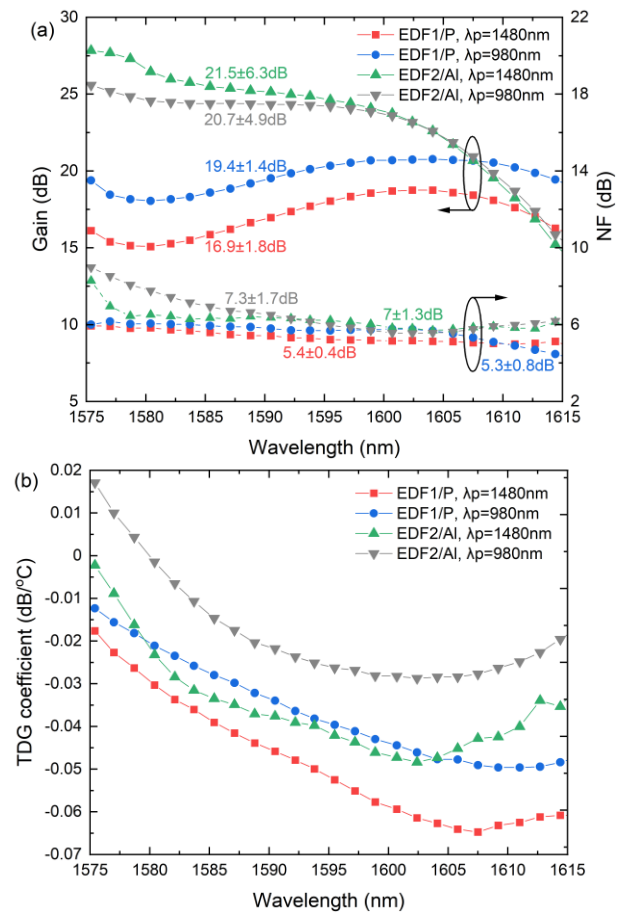 (a)
EDF1/P, λp=1480nm
EDF1/P, λp=980nm
EDF2/Al, λp=1480nm
EDF2/Al, λp=980nm
21.5±6.3dB
20.7±4.9dB
19.4±1.4dB
16.9±1.8dB
7.3±1.7dB
7±1.3dB
5.4±0.4dB
5.3±0.8dB
30
25
20
15
10
5
Gain (dB)
22
18
14
10
6
2
NF (dB)
1575 1580 1585 1590 1595 1600 1605 1610 1615
Wavelength (nm)
(b)
EDF1/P, λp=1480nm
EDF1/P, λp=980nm
EDF2/Al, λp=1480nm
EDF2/Al, λp=980nm
0.02
0.01
0
-0.01
-0.02
-0.03
-0.04
-0.05
-0.06
-0.07
TDG coefficient (dB/°C)
1575 1580 1585 1590 1595 1600 1605 1610 1615
Wavelength (nm)